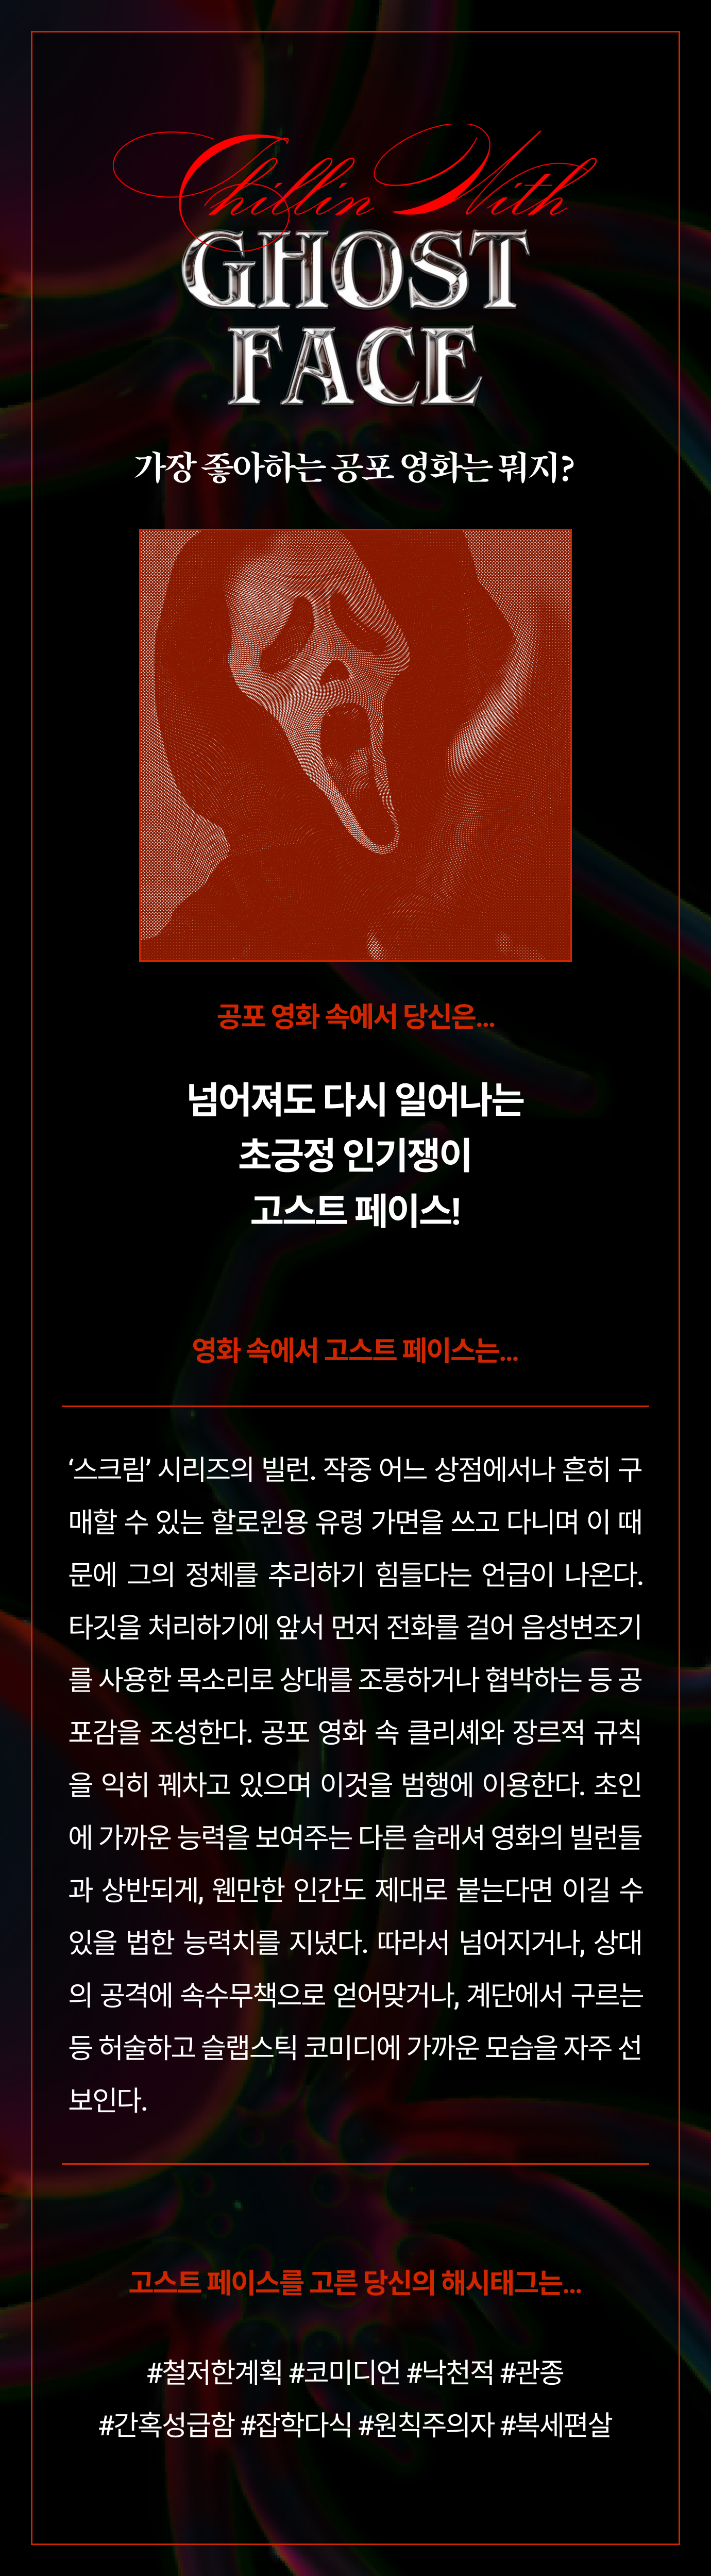 Chillin With
GHOST
FACE
가장 좋아하는 공포 영화는 뭐지?
공포 영화 속에서 당신은...
넘어져도 다시 일어나는
초긍정 인기쟁이
고스트 페이스!
영화 속에서 고스트 페이스는...
‘스크림’ 시리즈의 빌런. 작중 어느 상점에서나 흔히 구
매할 수 있는 할로윈용 유령 가면을 쓰고 다니며 이 때
문에 그의 정체를 추리하기 힘들다는 언급이 나온다.
타깃을 처리하기에 앞서 먼저 전화를 걸어 음성변조기
를 사용한 목소리로 상대를 조롱하거나 협박하는 등 공
포감을 조성한다. 공포 영화 속 클리셰와 장르적 규칙
을 익히 꿰차고 있으며 이것을 범행에 이용한다. 초인
에 가까운 능력을 보여주는 다른 슬래셔 영화의 빌런들
과 상반되게, 웬만한 인간도 제대로 붙는다면 이길 수
있을 법한 능력치를 지녔다. 따라서 넘어지거나, 상대
의 공격에 속수무책으로 얻어맞거나, 계단에서 구르는
등 허술하고 슬랩스틱 코미디에 가까운 모습을 자주 선
보인다.
고스트 페이스를 고른 당신의 해시태그는...
#철저한계획 #코미디언 #낙천적 #관종
#간혹성급함 #잡학다식 #원칙주의자 #복세편살